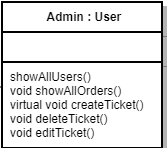 Admin : User
showAllUsers()
void showAllOrders()
virtual void createTicket()
void deleteTicket()
void editTicket()